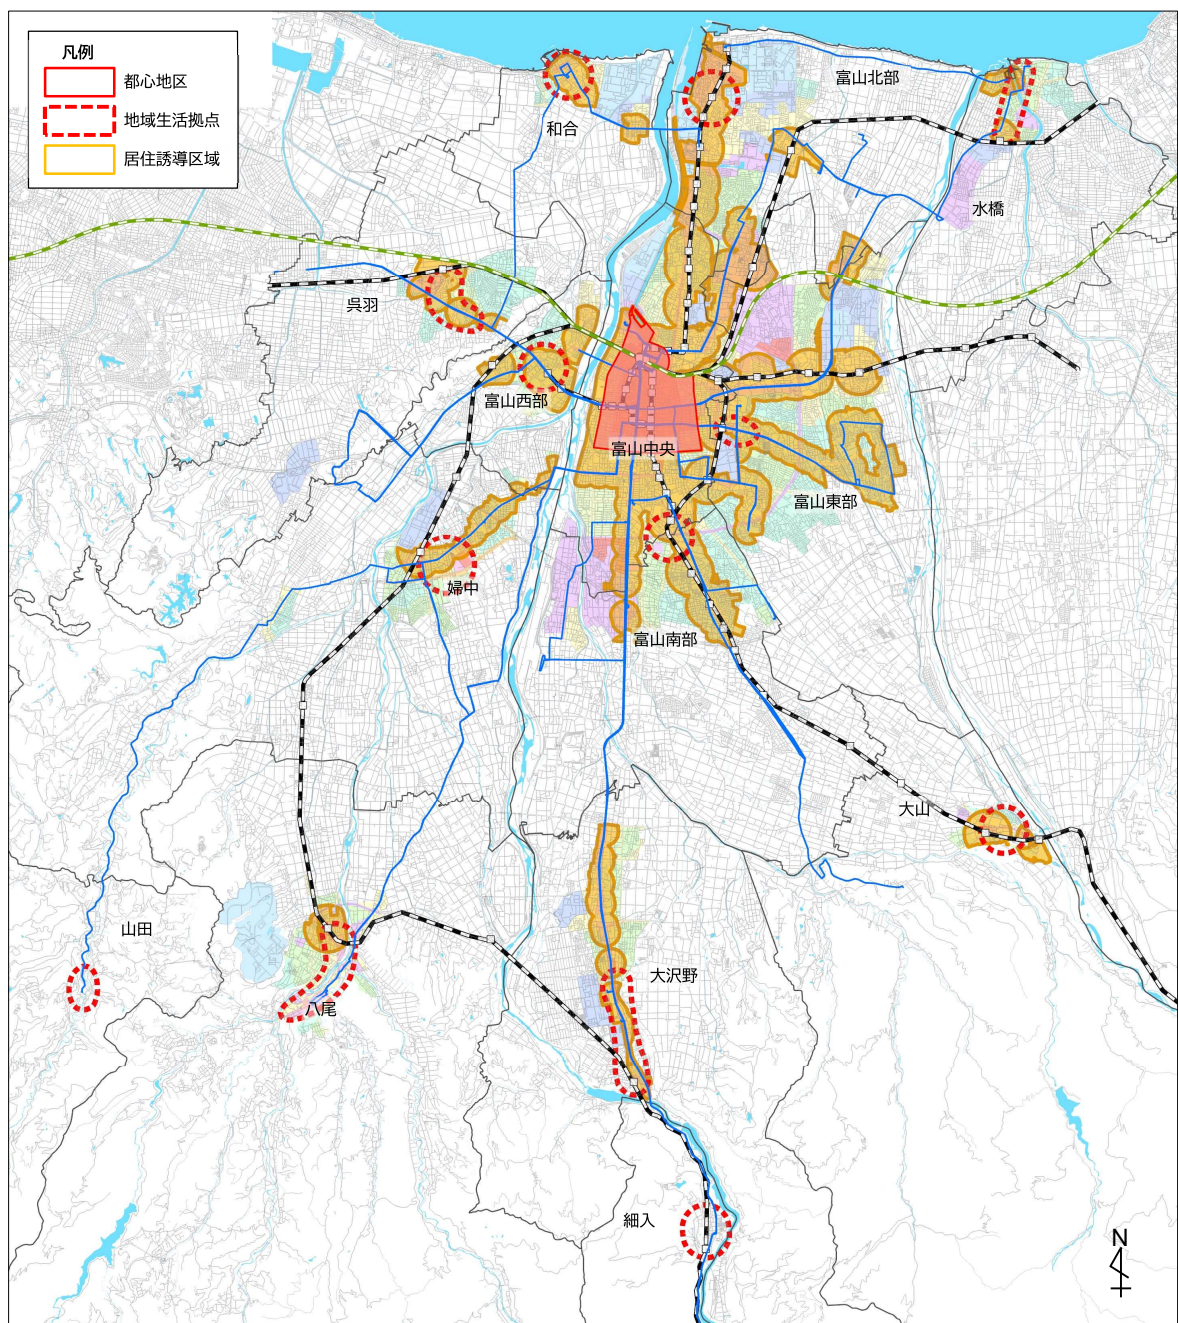 凡例
都心地区
地域生活拠点
居住誘導区域
富山北部
和合
水橋
呉羽
富山西部
富山中央
富山東部
婦中
富山南部
大山
山田
大沢野
八尾
細入
N